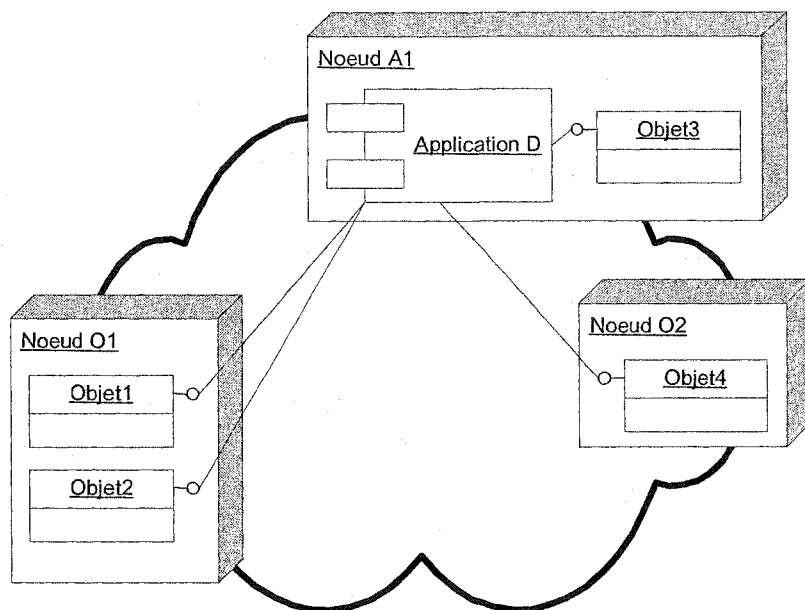 Noeud A1
Application D
Objet3
Noeud O1
Objet1
Objet2
Noeud O2
Objet4